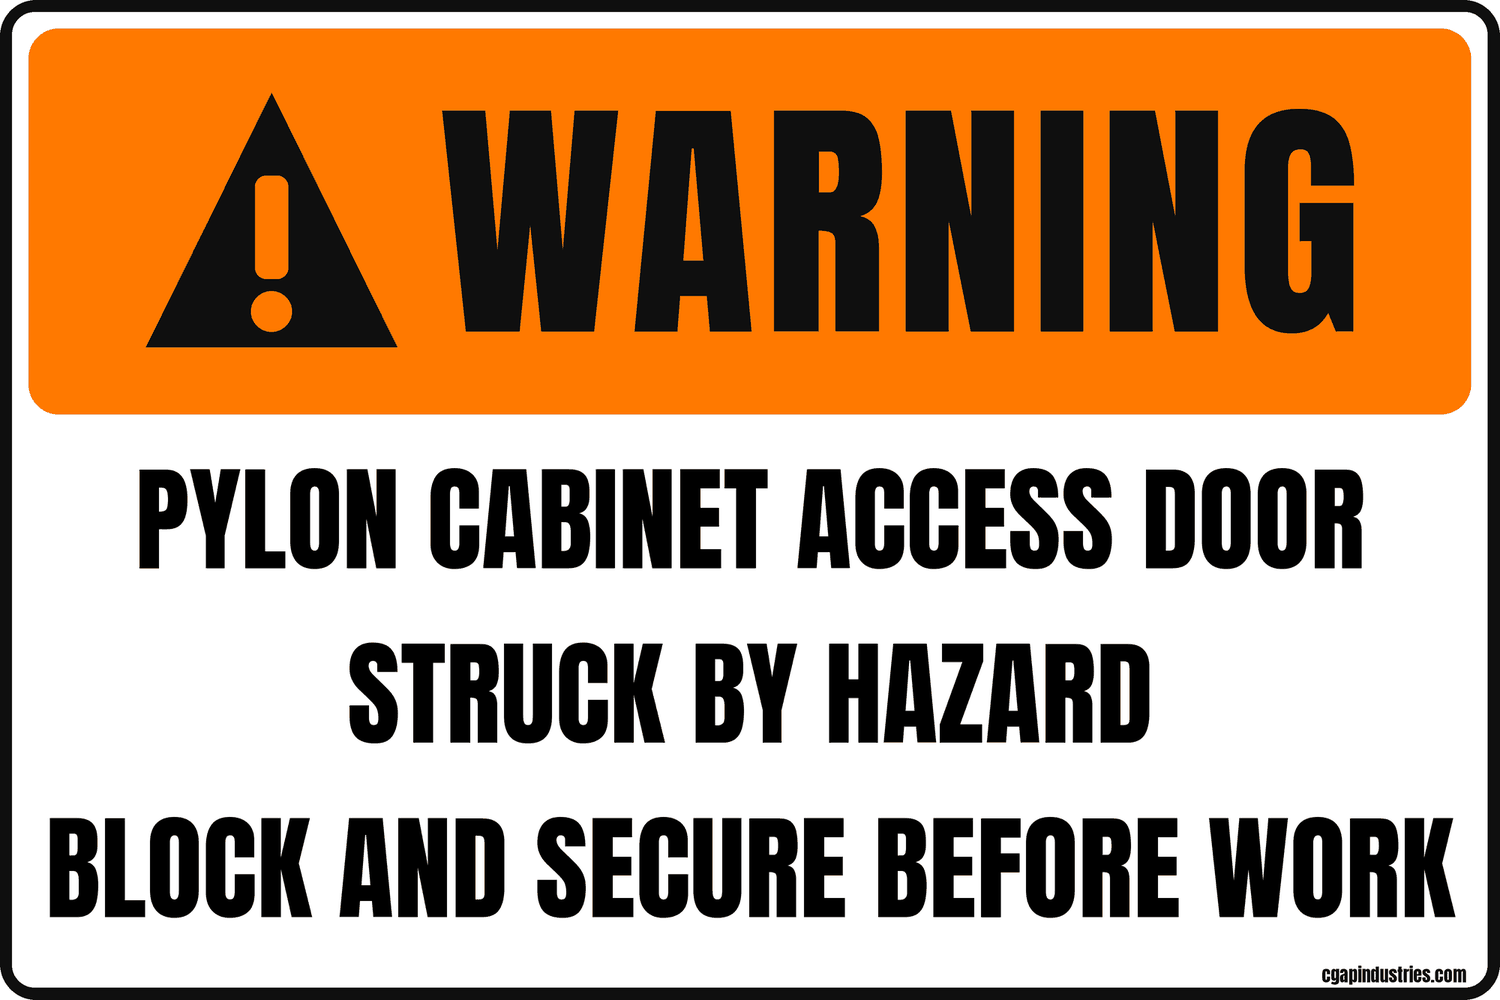 WARNING
PYLON CABINET ACCESS DOOR
STRUCK BY HAZARD
BLOCK AND SECURE BEFORE WORK
cgapindustries.com